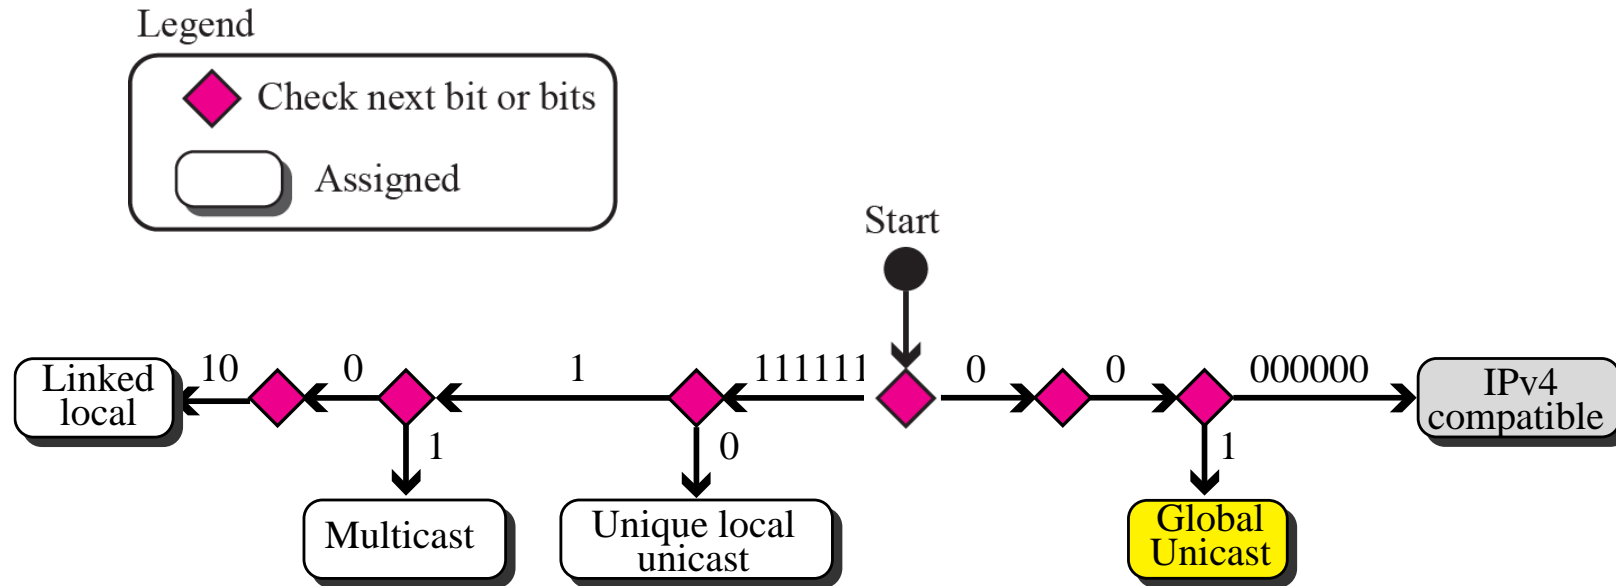 Legend
Check next bit or bits
Assigned
Start
10
0
1
111111
0
0
000000
Linked
local
1
0
1
IPv4
compatible
Multicast
Unique local
unicast
Global
Unicast